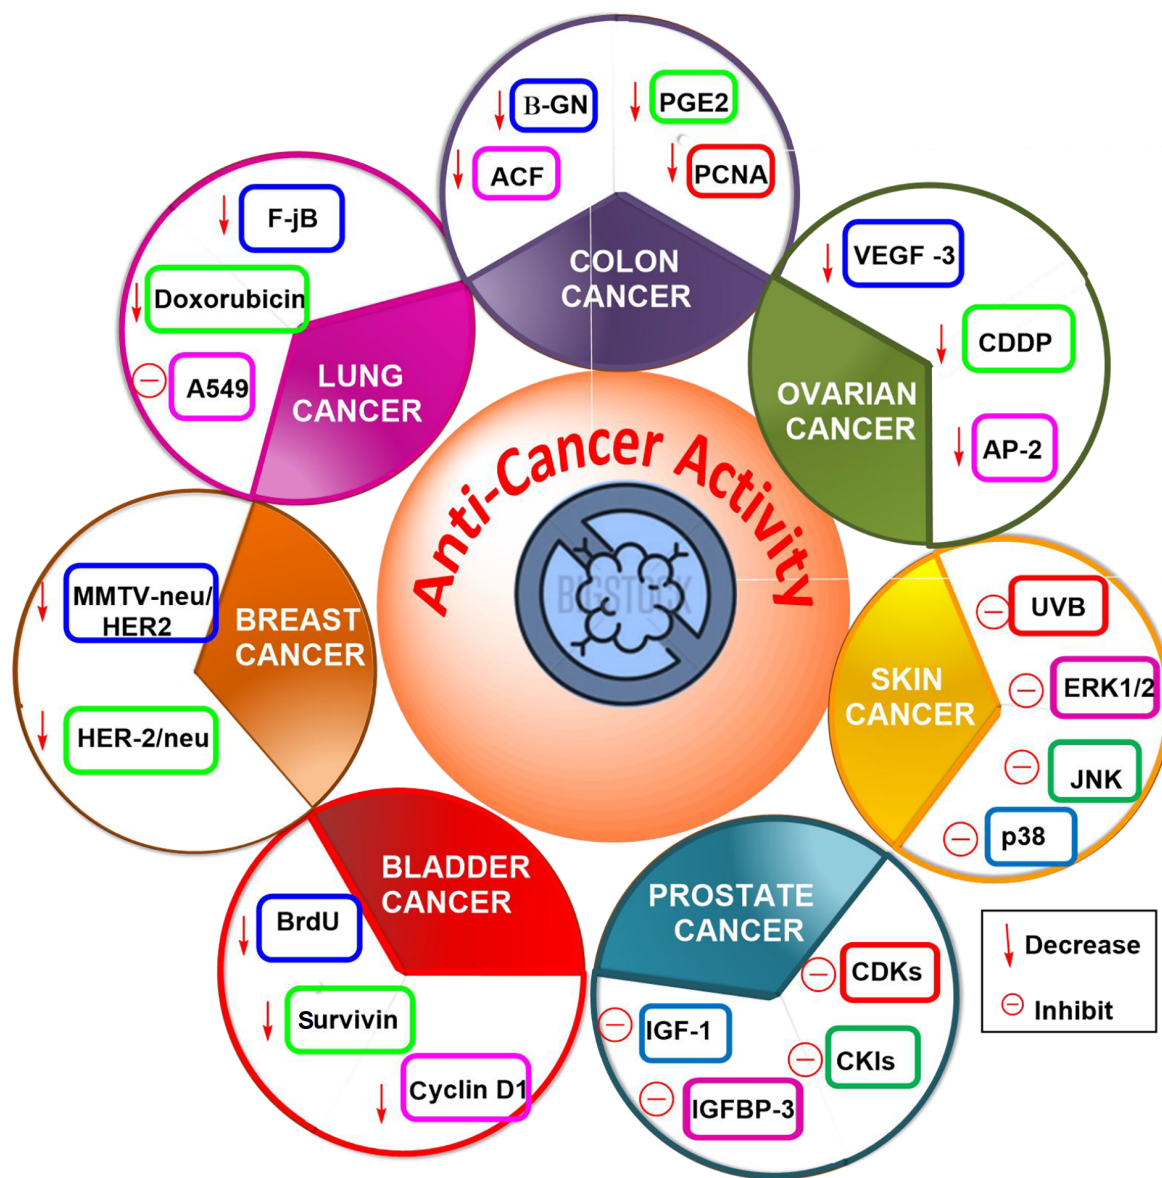 B-GN
PGE2
ACF
PCNA
COLON
CANCER
VEGF -3
CDDP
AP-2
OVARIAN
CANCER
UVB
ERK1/2
JNK
p38
SKIN
CANCER
PROSTATE
CANCER
CDKs
IGF-1
CKIs
IGFBP-3
BLADDER
CANCER
BrdU
Survivin
Cyclin D1
BREAST
CANCER
MMTV-neu/
HER2
HER-2/neu
F-jB
Doxorubicin
A549
LUNG
CANCER
Anti-Cancer Activity
BIGSTOCK
Decrease
Inhibit